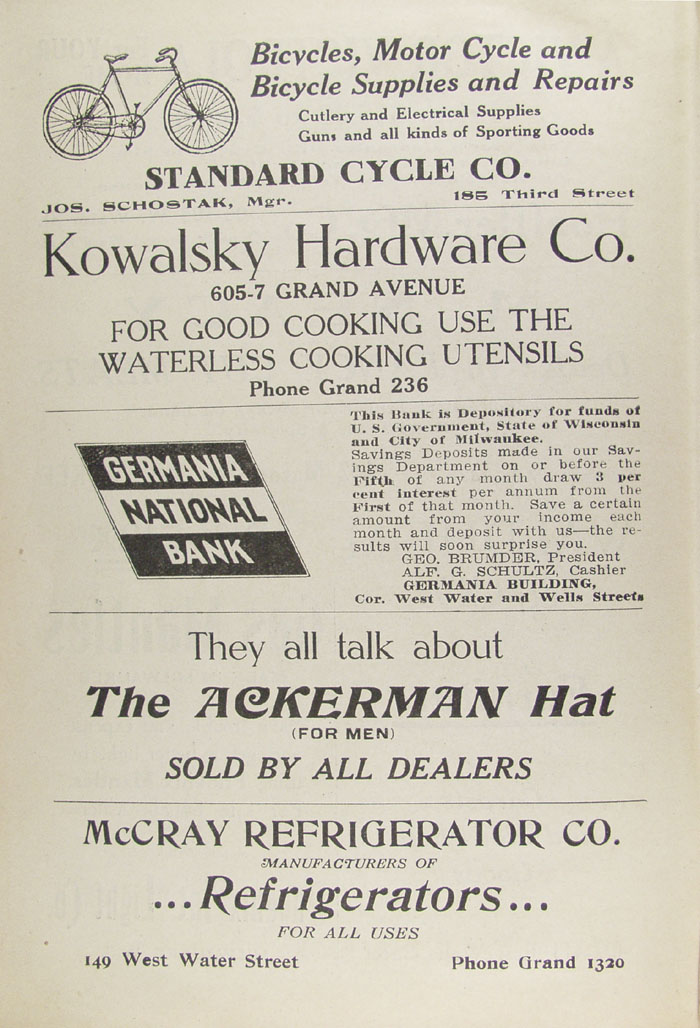 Bicycles, Motor Cycle and
Bicycle Supplies and Repairs
Cutlery and Electrical Supplies
Guns and all kinds of Sporting Goods
STANDARD CYCLE CO.
JOS. SCHOSTAK, Mgr. 185 Third Street
Kowalsky Hardware Co.
605-7 GRAND AVENUE
FOR GOOD COOKING USE THE
WATERLESS COOKING UTENSILS
Phone Grand 236
GERMANIA
NATIONAL
BANK
This Bank is Depository for funds of
U. S. Government, State of Wisconsin
and City of Milwaukee.
Savings Deposits made in our Sav-
ings Department on or before the
Fifth of any month draw 3 per
cent interest per annum from the
First of that month. Save a certain
amount from your income each
month and deposit with us—the re-
sults will soon surprise you.
GEO. BRUMDER, President
ALF. G. SCHULTZ, Cashier
GERMANIA BUILDING,
Cor. West Water and Wells Streets
They all talk about
The ACKERMAN Hat
(FOR MEN)
SOLD BY ALL DEALERS
McCRAY REFRIGERATOR CO.
MANUFACTURERS OF
...Refrigerators...
FOR ALL USES
149 West Water Street Phone Grand 1320